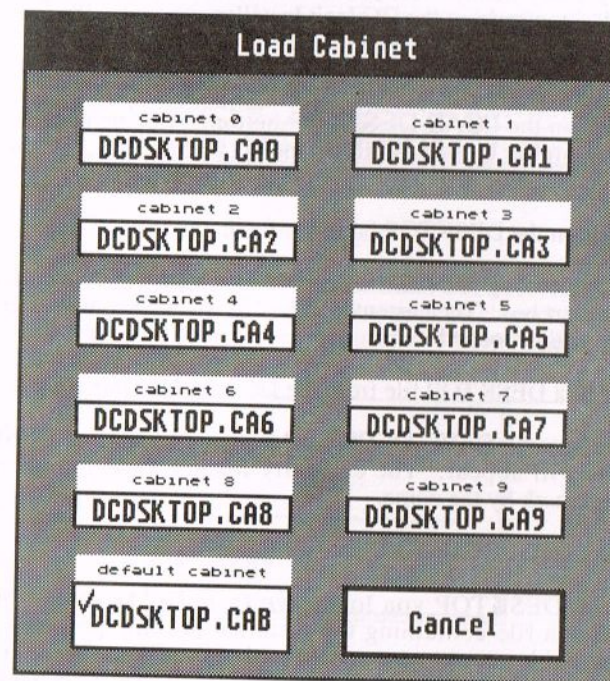 Load Cabinet
cabinet 0
DCDSKTOP.CA0
cabinet 1
DCDSKTOP.CA1
cabinet 2
DCDSKTOP.CA2
cabinet 3
DCDSKTOP.CA3
cabinet 4
DCDSKTOP.CA4
cabinet 5
DCDSKTOP.CA5
cabinet 6
DCDSKTOP.CA6
cabinet 7
DCDSKTOP.CA7
cabinet 8
DCDSKTOP.CA8
cabinet 9
DCDSKTOP.CA9
default cabinet
✓DCDSKTOP.CAB
Cancel